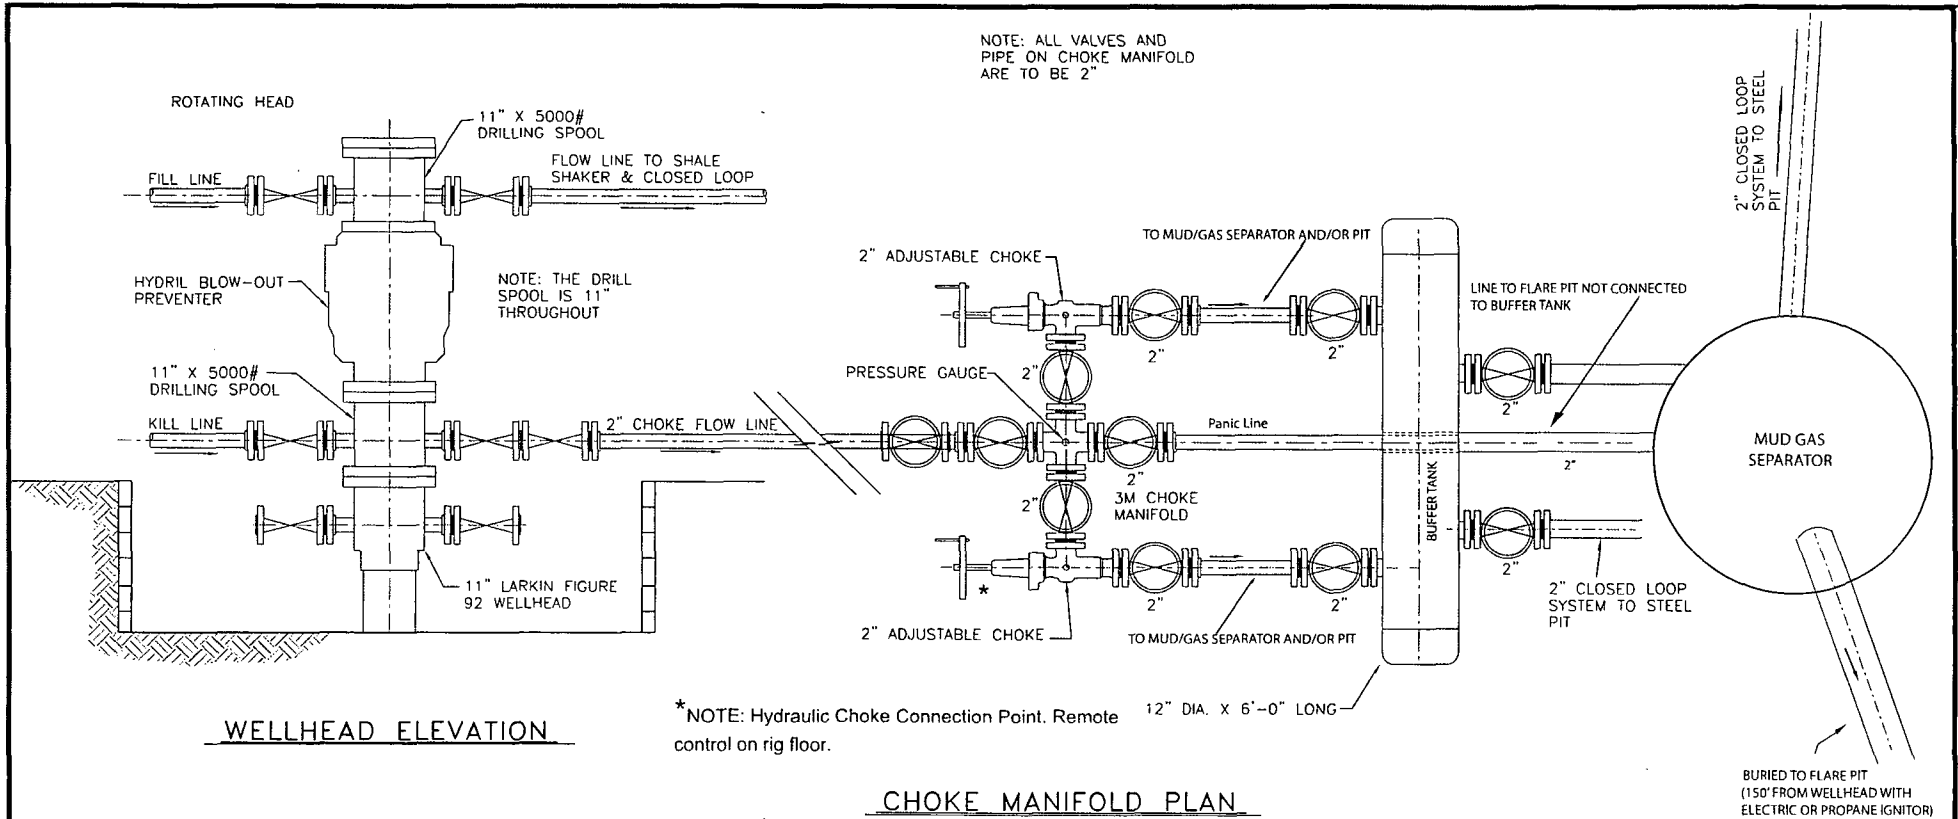 NOTE: ALL VALVES AND
PIPE ON CHOKE MANIFOLD
ARE TO BE 2"
ROTATING HEAD
11" X 5000#
DRILLING SPOOL
FILL LINE
FLOW LINE TO SHALE
SHAKER & CLOSED LOOP
HYDRIL BLOW-OUT
PREVENTER
NOTE: THE DRILL
SPOOL IS 11"
THROUGHOUT
11" X 5000#
DRILLING SPOOL
KILL LINE
2" CHOKE FLOW LINE
11" LARKIN FIGURE
92 WELLHEAD
WELLHEAD ELEVATION
2" CLOSED LOOP
SYSTEM TO STEEL
PIT
TO MUD/GAS SEPARATOR AND/OR PIT
2" ADJUSTABLE CHOKE
LINE TO FLARE PIT NOT CONNECTED
TO BUFFER TANK
2"
2"
2"
PRESSURE GAUGE
2"
Panic Line
MUD GAS
SEPARATOR
2"
2"
BUFFER TANK
2"
3M CHOKE
MANIFOLD
2"
*
2"
2"
2"
2" CLOSED LOOP
SYSTEM TO STEEL
PIT
2" ADJUSTABLE CHOKE
TO MUD/GAS SEPARATOR AND/OR PIT
12" DIA. X 6'-0" LONG
*NOTE: Hydraulic Choke Connection Point. Remote
control on rig floor.
CHOKE MANIFOLD PLAN
BURIED TO FLARE PIT
(150' FROM WELLHEAD WITH
ELECTRIC OR PROPANE IGNITOR)